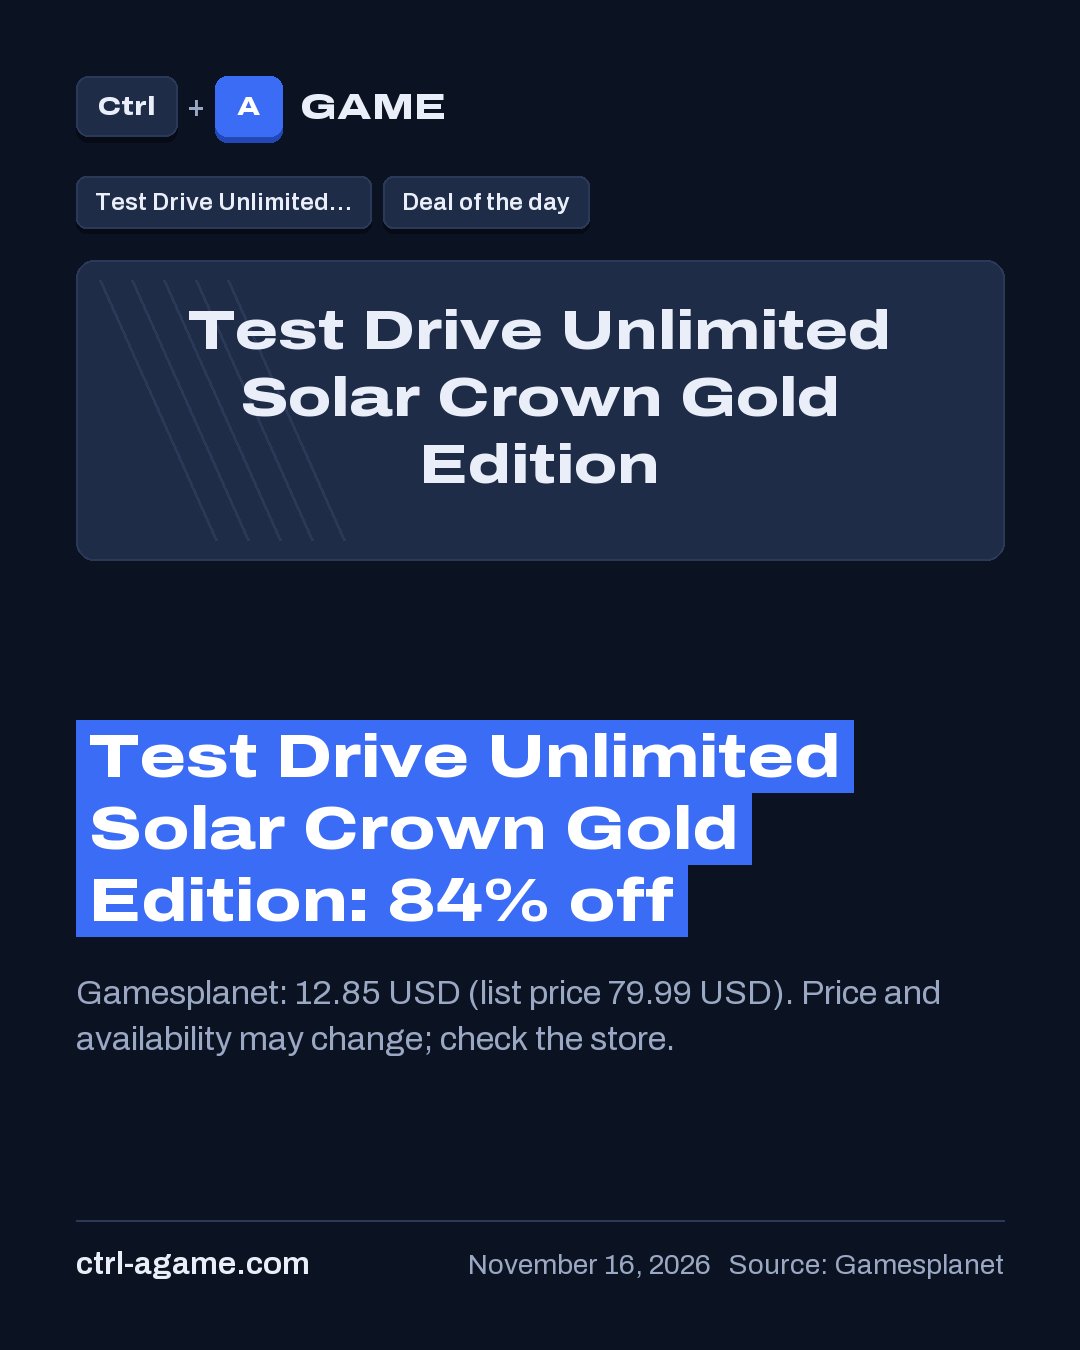 Ctrl + A GAME
Test Drive Unlimited... Deal of the day
Test Drive Unlimited
Solar Crown Gold
Edition
Test Drive Unlimited
Solar Crown Gold
Edition: 84% off
Gamesplanet: 12.85 USD (list price 79.99 USD). Price and
availability may change; check the store.
ctrl-agame.com November 16, 2026 Source: Gamesplanet